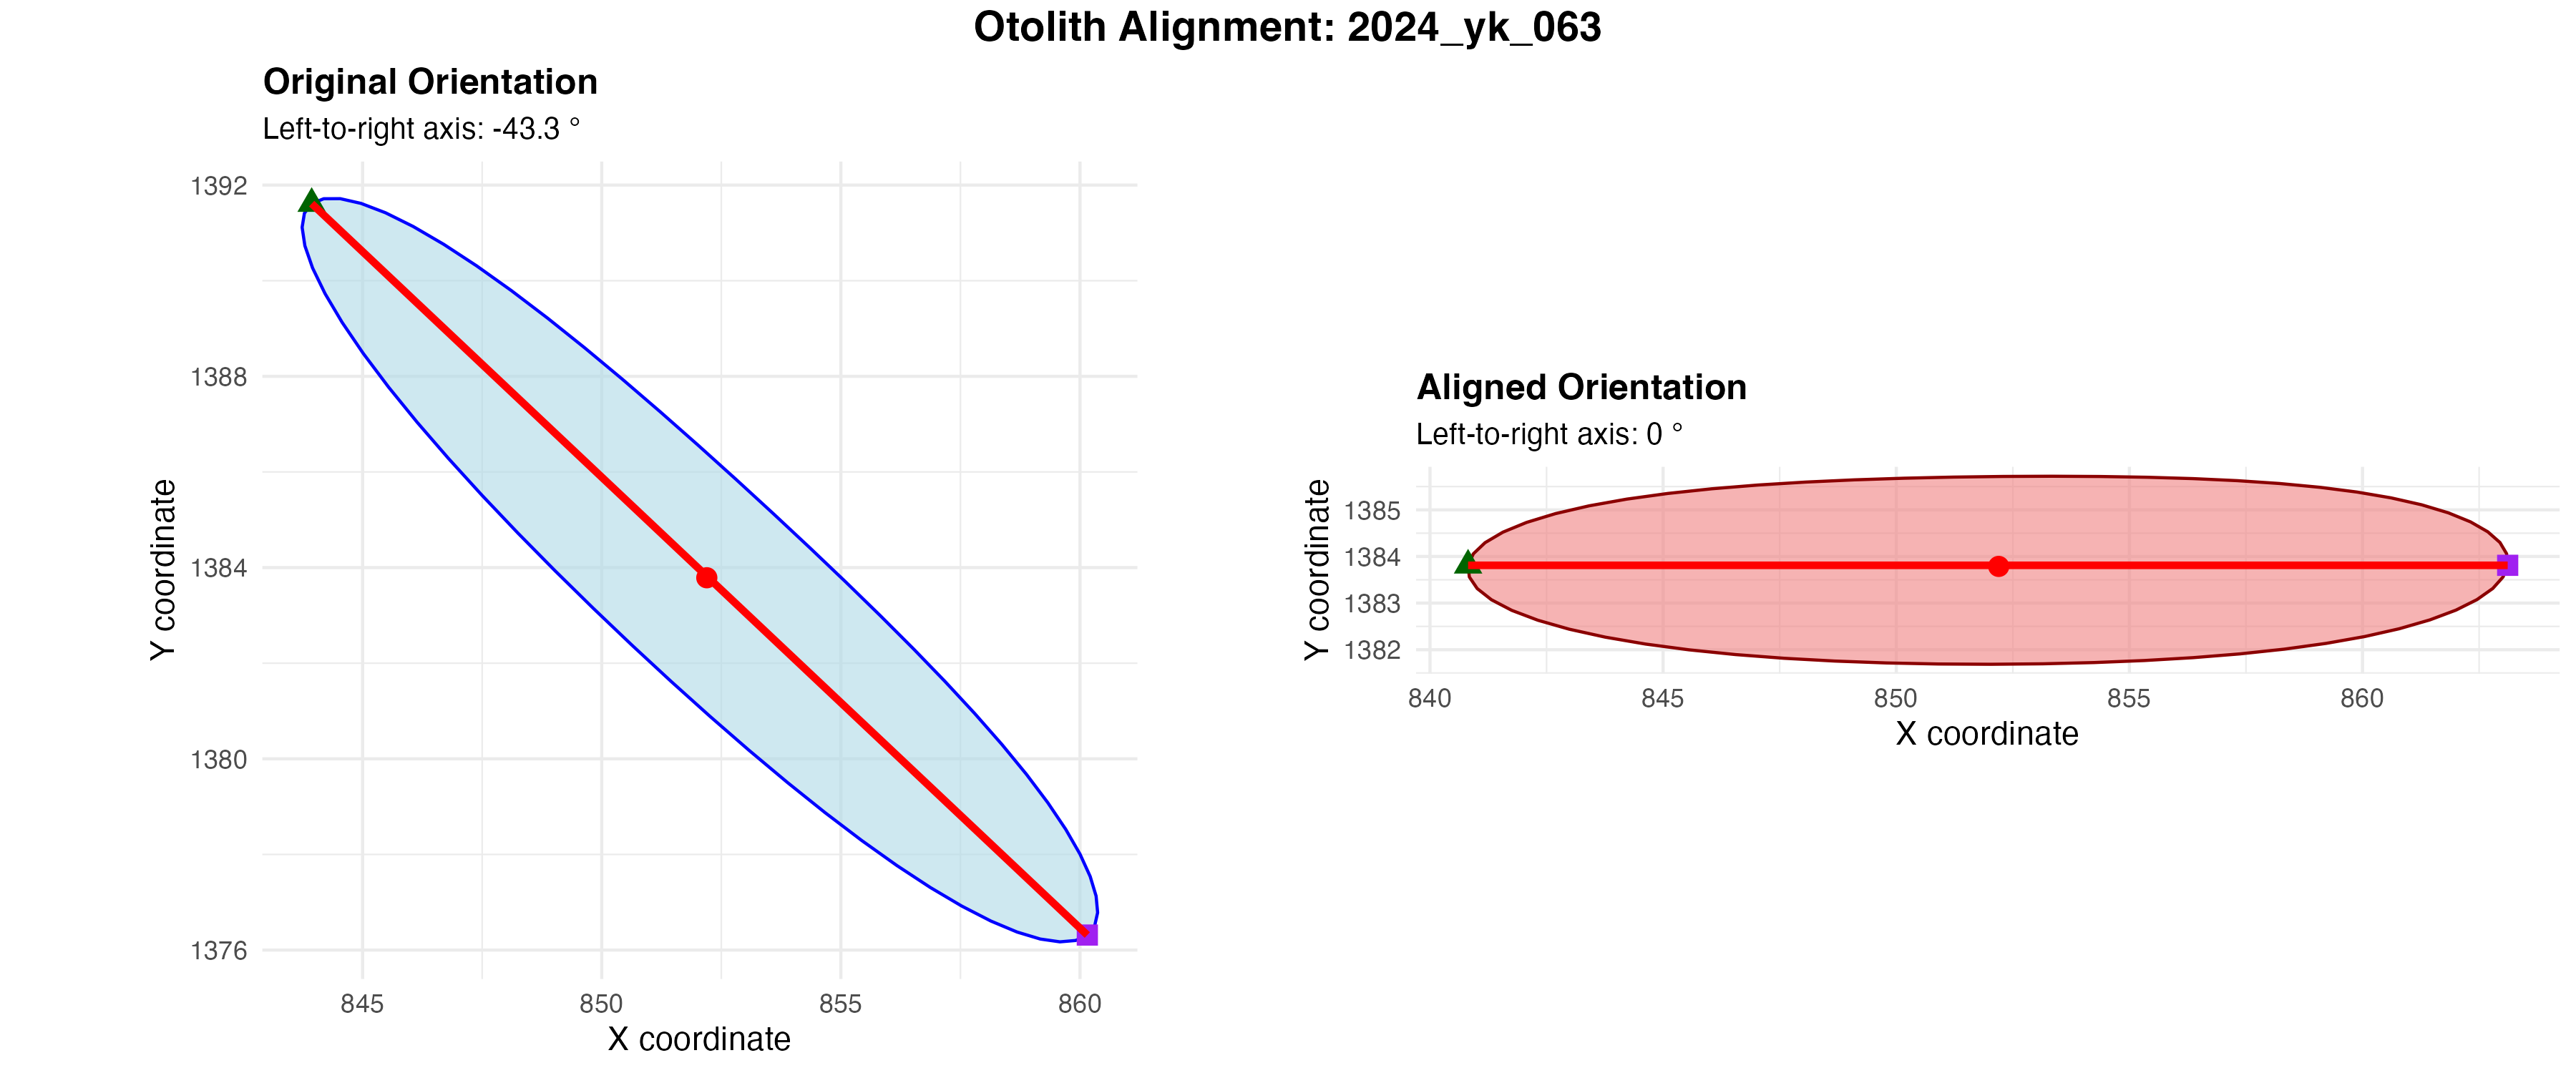 Otolith Alignment: 2024_yk_063
Original Orientation
Left-to-right axis: -43.3 °
1392
1388
1384
1380
1376
Y coordinate
845 850 855 860
X coordinate
Aligned Orientation
Left-to-right axis: 0 °
1385
1384
1383
1382
Y coordinate
840 845 850 855 860
X coordinate